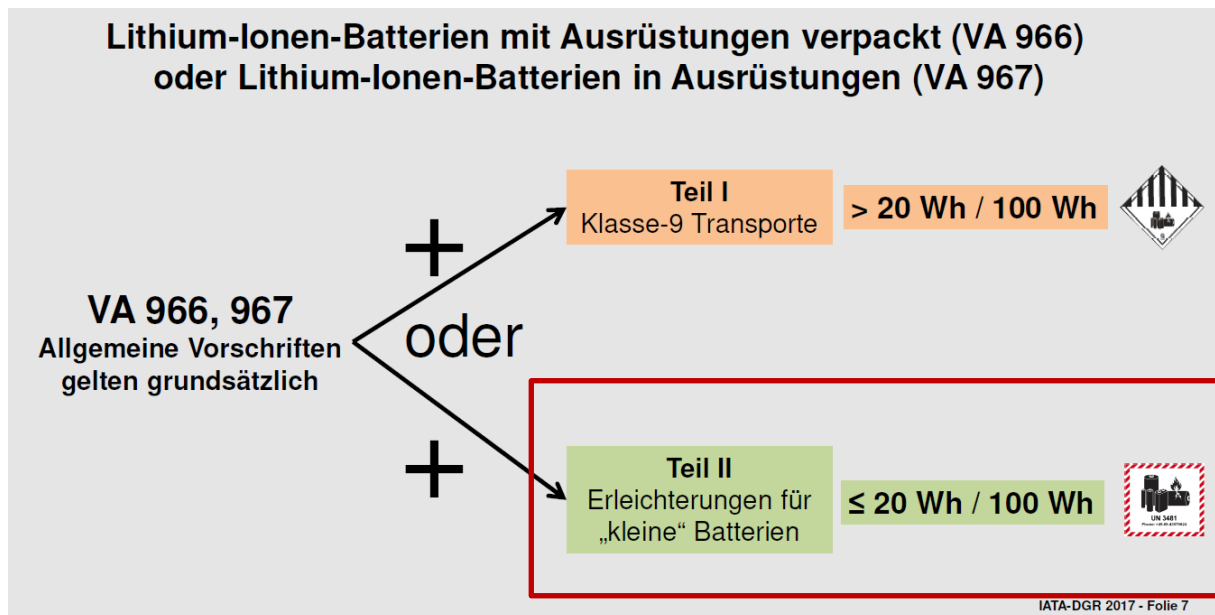 Lithium-Ionen-Batterien mit Ausrüstungen verpackt (VA 966)
oder Lithium-Ionen-Batterien in Ausrüstungen (VA 967)
Teil I
Klasse-9 Transporte
> 20 Wh / 100 Wh
+
VA 966, 967
Allgemeine Vorschriften
gelten grundsätzlich
oder
+
Teil II
Erleichterungen für
„kleine“ Batterien
≤ 20 Wh / 100 Wh
UN 3481
IATA-DGR 2017 - Folie 7